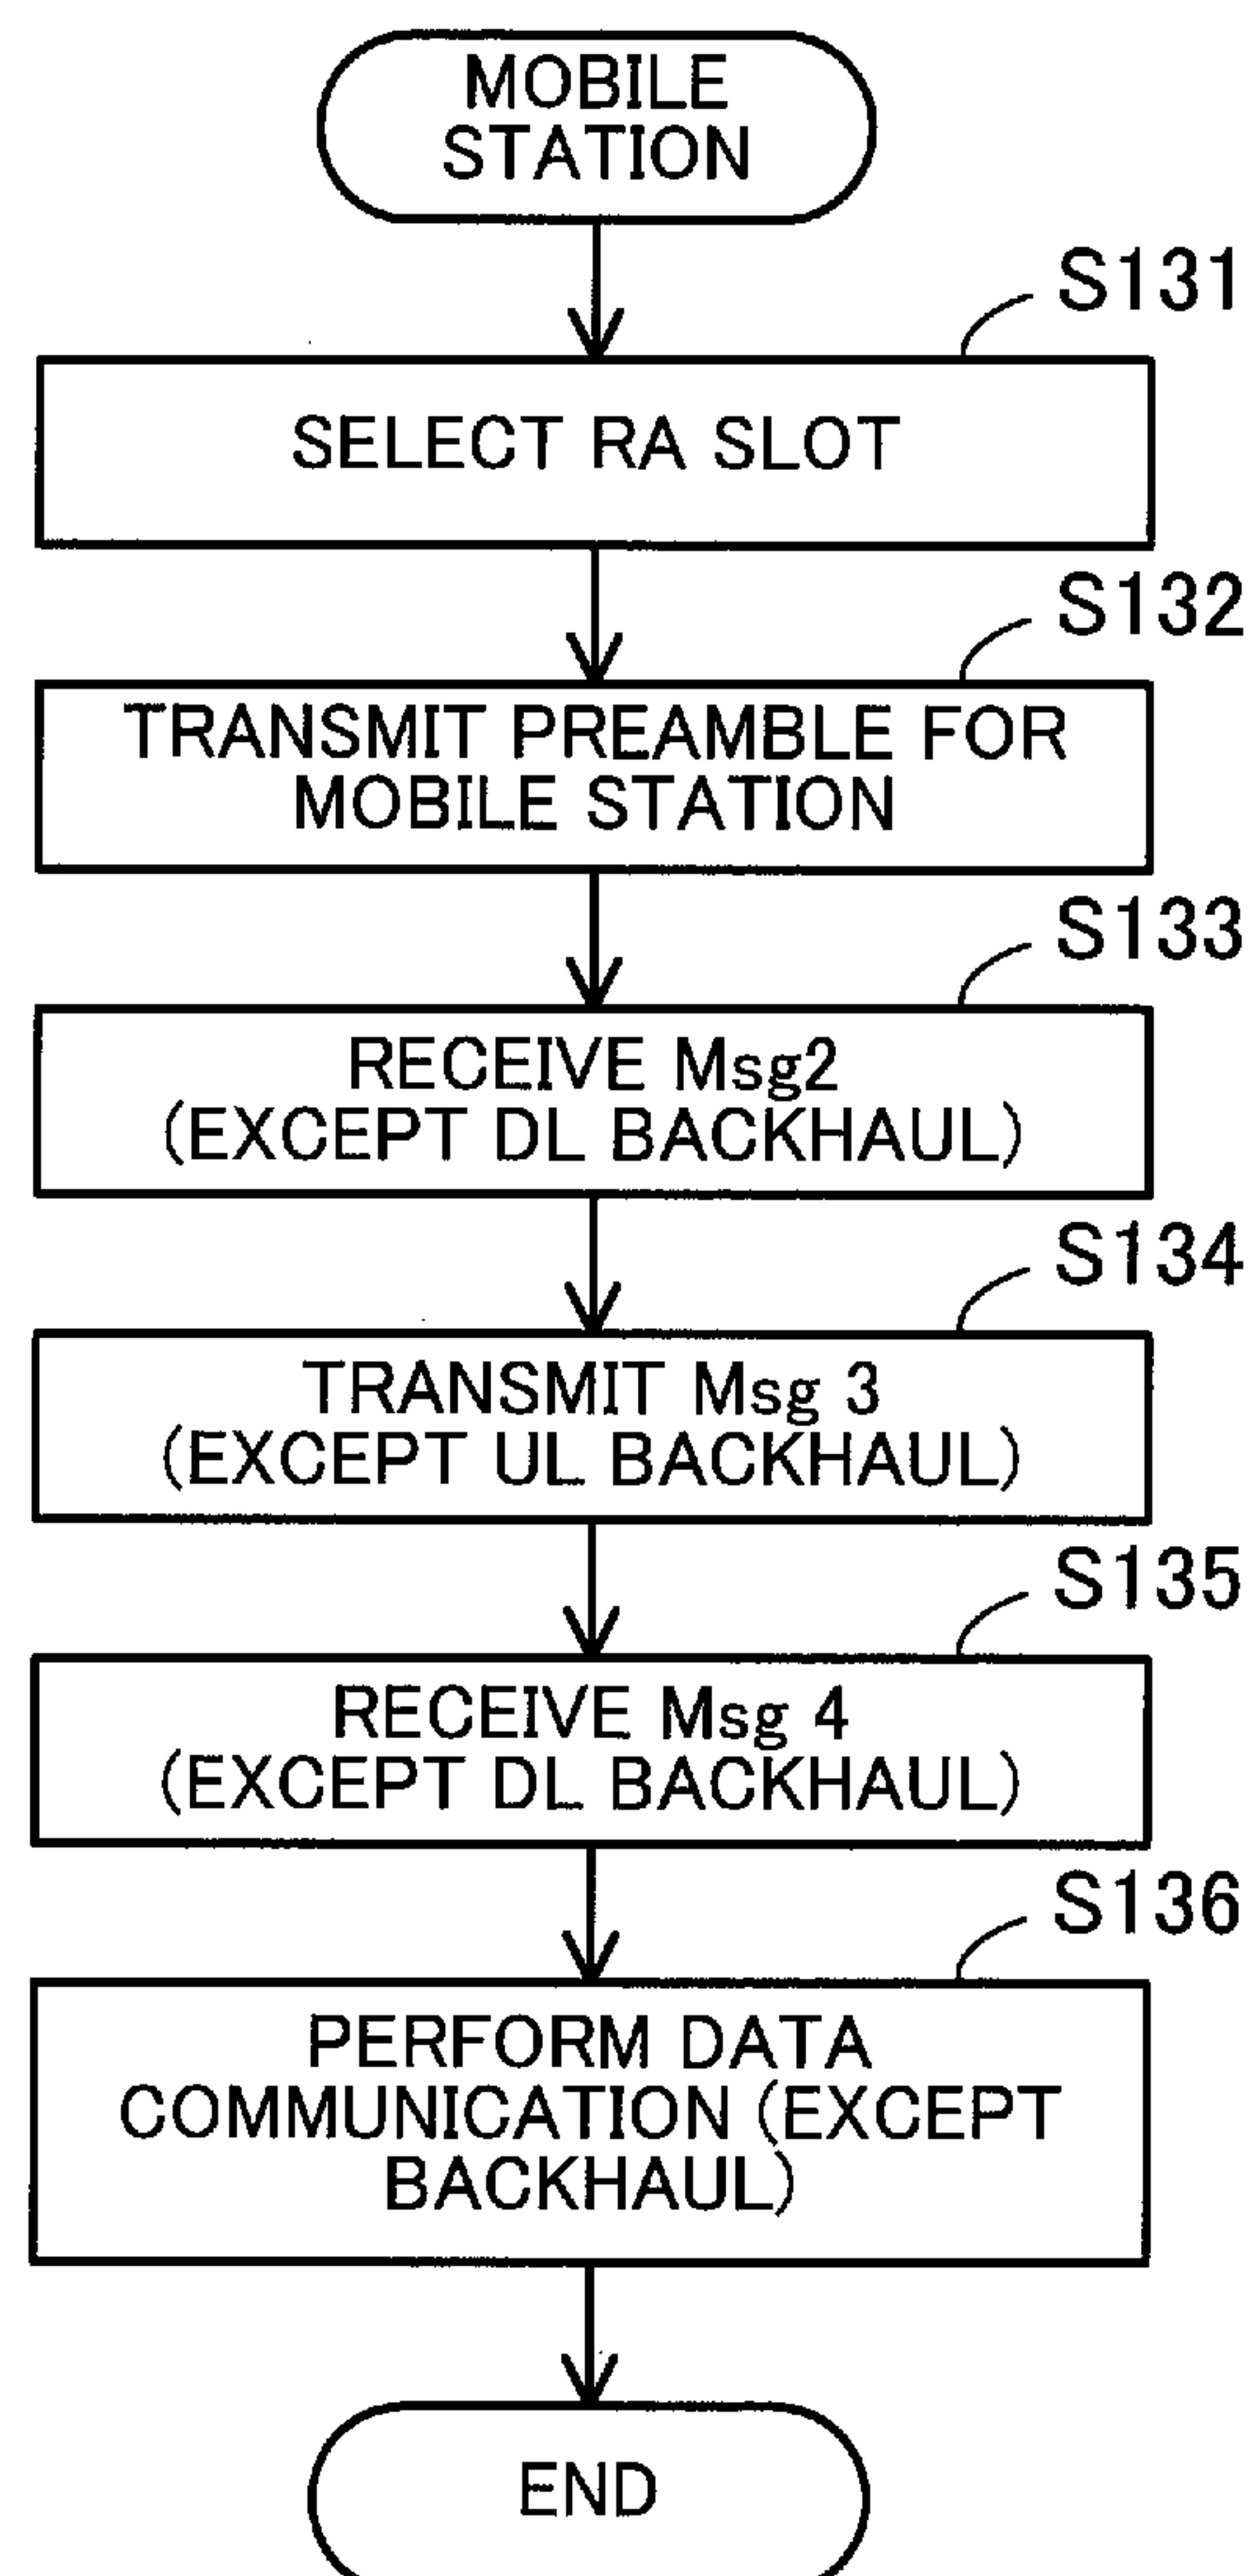 MOBILE
STATION
S131
SELECT RA SLOT
S132
TRANSMIT PREAMBLE FOR
MOBILE STATION
S133
RECEIVE Msg2
(EXCEPT DL BACKHAUL)
S134
TRANSMIT Msg 3
(EXCEPT UL BACKHAUL)
S135
RECEIVE Msg 4
(EXCEPT DL BACKHAUL)
S136
PERFORM DATA
COMMUNICATION (EXCEPT
BACKHAUL)
END